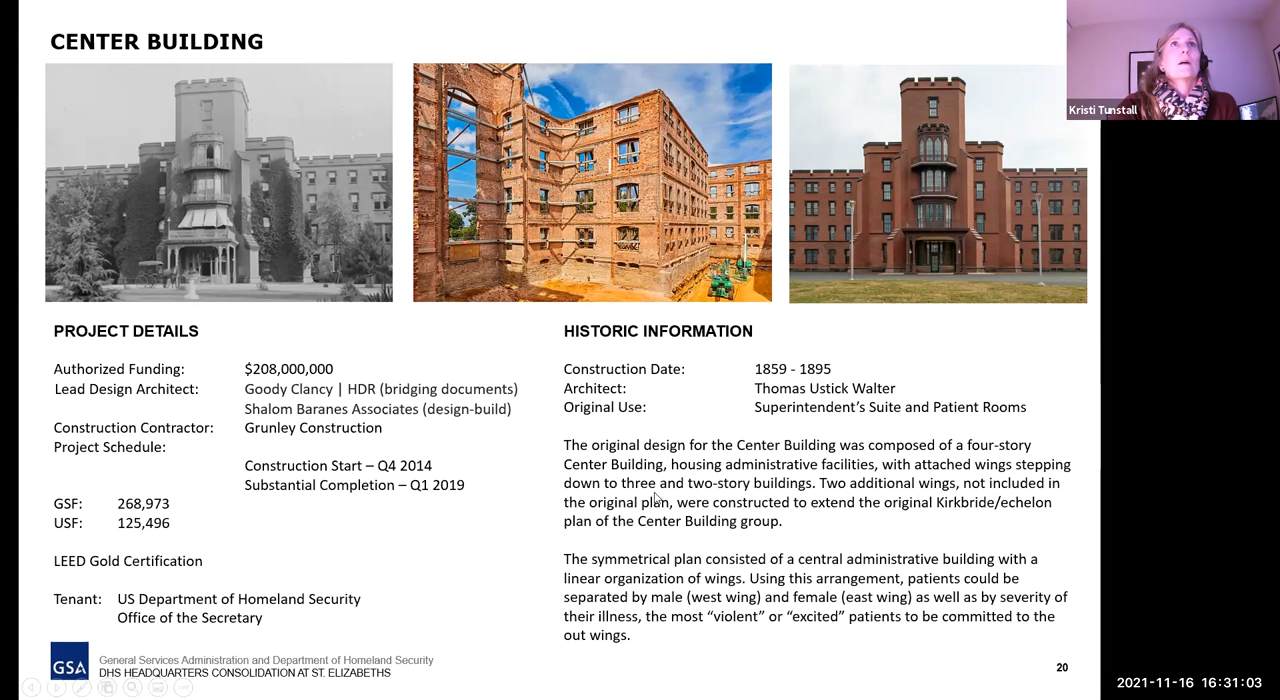 CENTER BUILDING
Kristi Tunstall
PROJECT DETAILS
Authorized Funding: $208,000,000
Lead Design Architect: Goody Clancy | HDR (bridging documents)
Shalom Baranes Associates (design-build)
Construction Contractor: Grunley Construction
Project Schedule:
Construction Start – Q4 2014
Substantial Completion – Q1 2019
GSF: 268,973
USF: 125,496
LEED Gold Certification
Tenant: US Department of Homeland Security
Office of the Secretary
HISTORIC INFORMATION
Construction Date: 1859 - 1895
Architect: Thomas Ustick Walter
Original Use: Superintendent’s Suite and Patient Rooms
The original design for the Center Building was composed of a four-story
Center Building, housing administrative facilities, with attached wings stepping
down to three and two-story buildings. Two additional wings, not included in
the original plan, were constructed to extend the original Kirkbride/echelon
plan of the Center Building group.
The symmetrical plan consisted of a central administrative building with a
linear organization of wings. Using this arrangement, patients could be
separated by male (west wing) and female (east wing) as well as by severity of
their illness, the most “violent” or “excited” patients to be committed to the
out wings.
GSA
General Services Administration and Department of Homeland Security
DHS HEADQUARTERS CONSOLIDATION AT ST. ELIZABETHS
20
2021-11-16 16:31:03